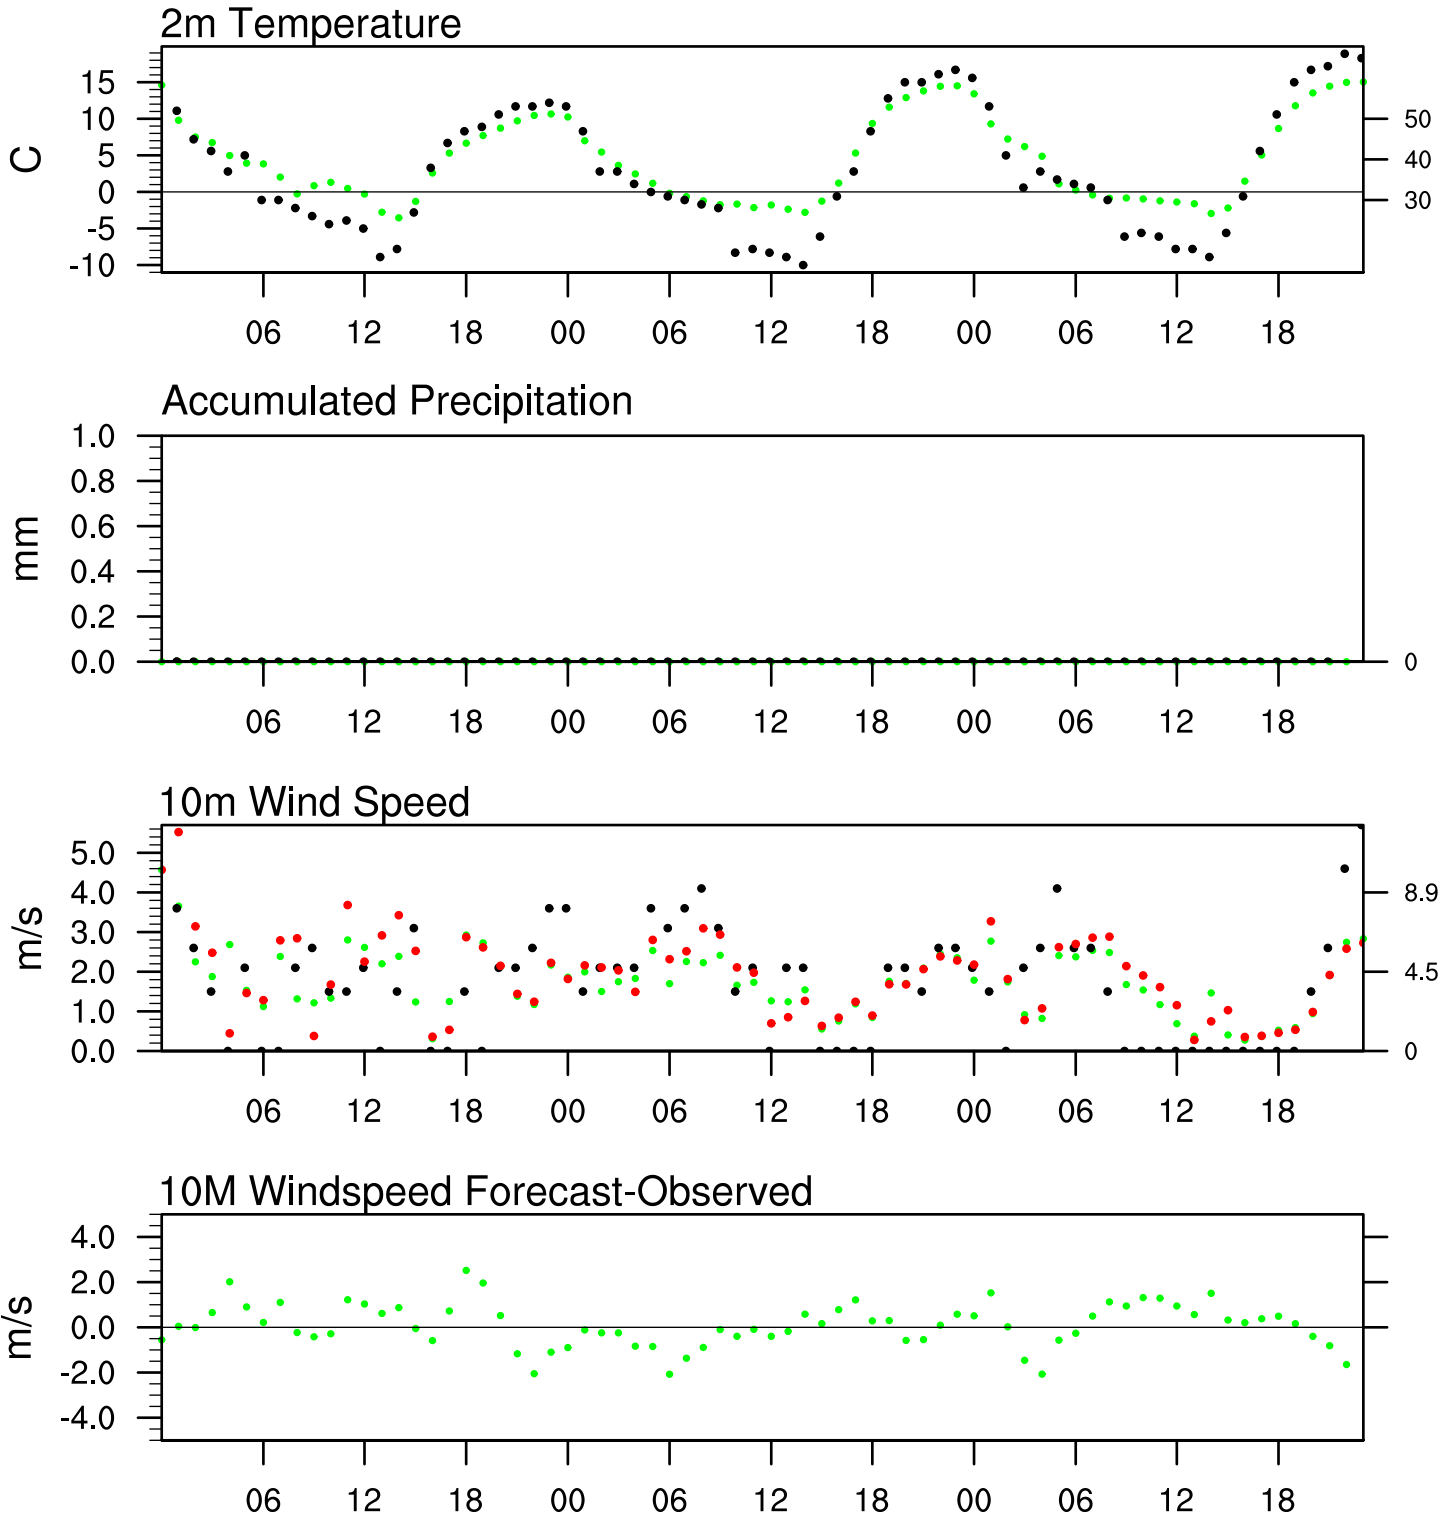 2m Temperature
C
15
10
5
0
-5
-10
50
40
30
06 12 18 00 06 12 18 00 06 12 18
Accumulated Precipitation
mm
1.0
0.8
0.6
0.4
0.2
0.0
0
06 12 18 00 06 12 18 00 06 12 18
10m Wind Speed
m/s
5.0
4.0
3.0
2.0
1.0
0.0
8.9
4.5
0
06 12 18 00 06 12 18 00 06 12 18
10M Windspeed Forecast-Observed
m/s
4.0
2.0
0.0
-2.0
-4.0
06 12 18 00 06 12 18 00 06 12 18